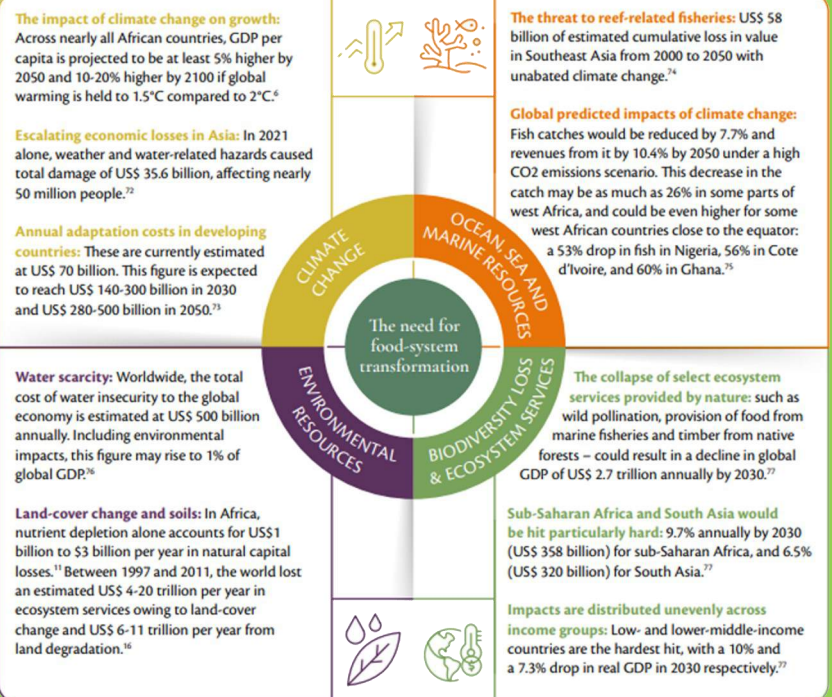 The impact of climate change on growth:
Across nearly all African countries, GDP per
capita is projected to be at least 5% higher by
2050 and 10-20% higher by 2100 if global
warming is held to 1.5°C compared to 2°C.⁶
Escalating economic losses in Asia: In 2021
alone, weather and water-related hazards caused
total damage of US$ 35.6 billion, affecting nearly
50 million people.⁷²
Annual adaptation costs in developing
countries: These are currently estimated
at US$ 70 billion. This figure is expected
to reach US$ 140-300 billion in 2030
and US$ 280-500 billion in 2050.⁷³
The threat to reef-related fisheries: US$ 58
billion of estimated cumulative loss in value
in Southeast Asia from 2000 to 2050 with
unabated climate change.⁷⁴
Global predicted impacts of climate change:
Fish catches would be reduced by 7.7% and
revenues from it by 10.4% by 2050 under a high
CO2 emissions scenario. This decrease in the
catch may be as much as 26% in some parts of
west Africa, and could be even higher for some
west African countries close to the equator:
a 53% drop in fish in Nigeria, 56% in Cote
d'Ivoire, and 60% in Ghana.⁷⁵
CLIMATE
CHANGE
OCEAN, SEA AND
MARINE RESOURCES
The need for
food-system
transformation
ENVIRONMENTAL
RESOURCES
BIODIVERSITY LOSS
& ECOSYSTEM SERVICES
Water scarcity: Worldwide, the total
cost of water insecurity to the global
economy is estimated at US$ 500 billion
annually. Including environmental
impacts, this figure may rise to 1% of
global GDP.⁷⁶
Land-cover change and soils: In Africa,
nutrient depletion alone accounts for US$1
billion to $3 billion per year in natural capital
losses.¹¹ Between 1997 and 2011, the world lost
an estimated US$ 4-20 trillion per year in
ecosystem services owing to land-cover
change and US$ 6-11 trillion per year from
land degradation.¹⁶
The collapse of select ecosystem
services provided by nature: such as
wild pollination, provision of food from
marine fisheries and timber from native
forests – could result in a decline in global
GDP of US$ 2.7 trillion annually by 2030.⁷⁷
Sub-Saharan Africa and South Asia would
be hit particularly hard: 9.7% annually by 2030
(US$ 358 billion) for sub-Saharan Africa, and 6.5%
(US$ 320 billion) for South Asia.⁷⁷
Impacts are distributed unevenly across
income groups: Low- and lower-middle-income
countries are the hardest hit, with a 10% and
a 7.3% drop in real GDP in 2030 respectively.⁷⁷
$